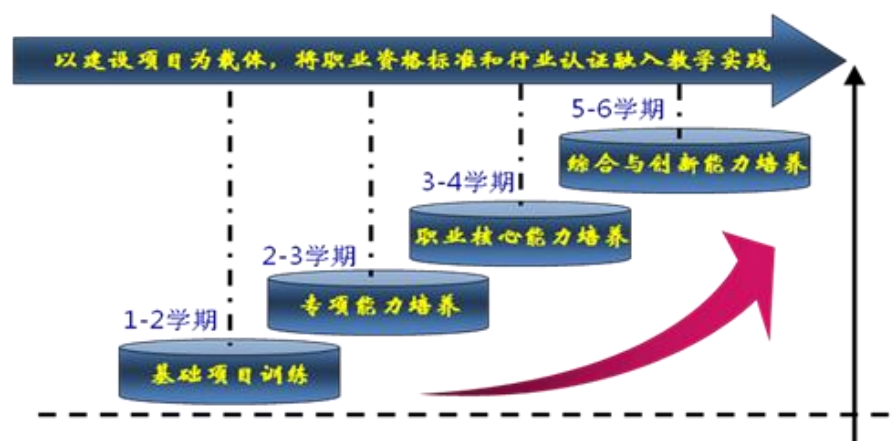 以建设项目为载体，将职业资格标准和行业认证融入教学实践
5-6学期
综合与创新能力培养
3-4学期
职业核心能力培养
2-3学期
专项能力培养
1-2学期
基础项目训练